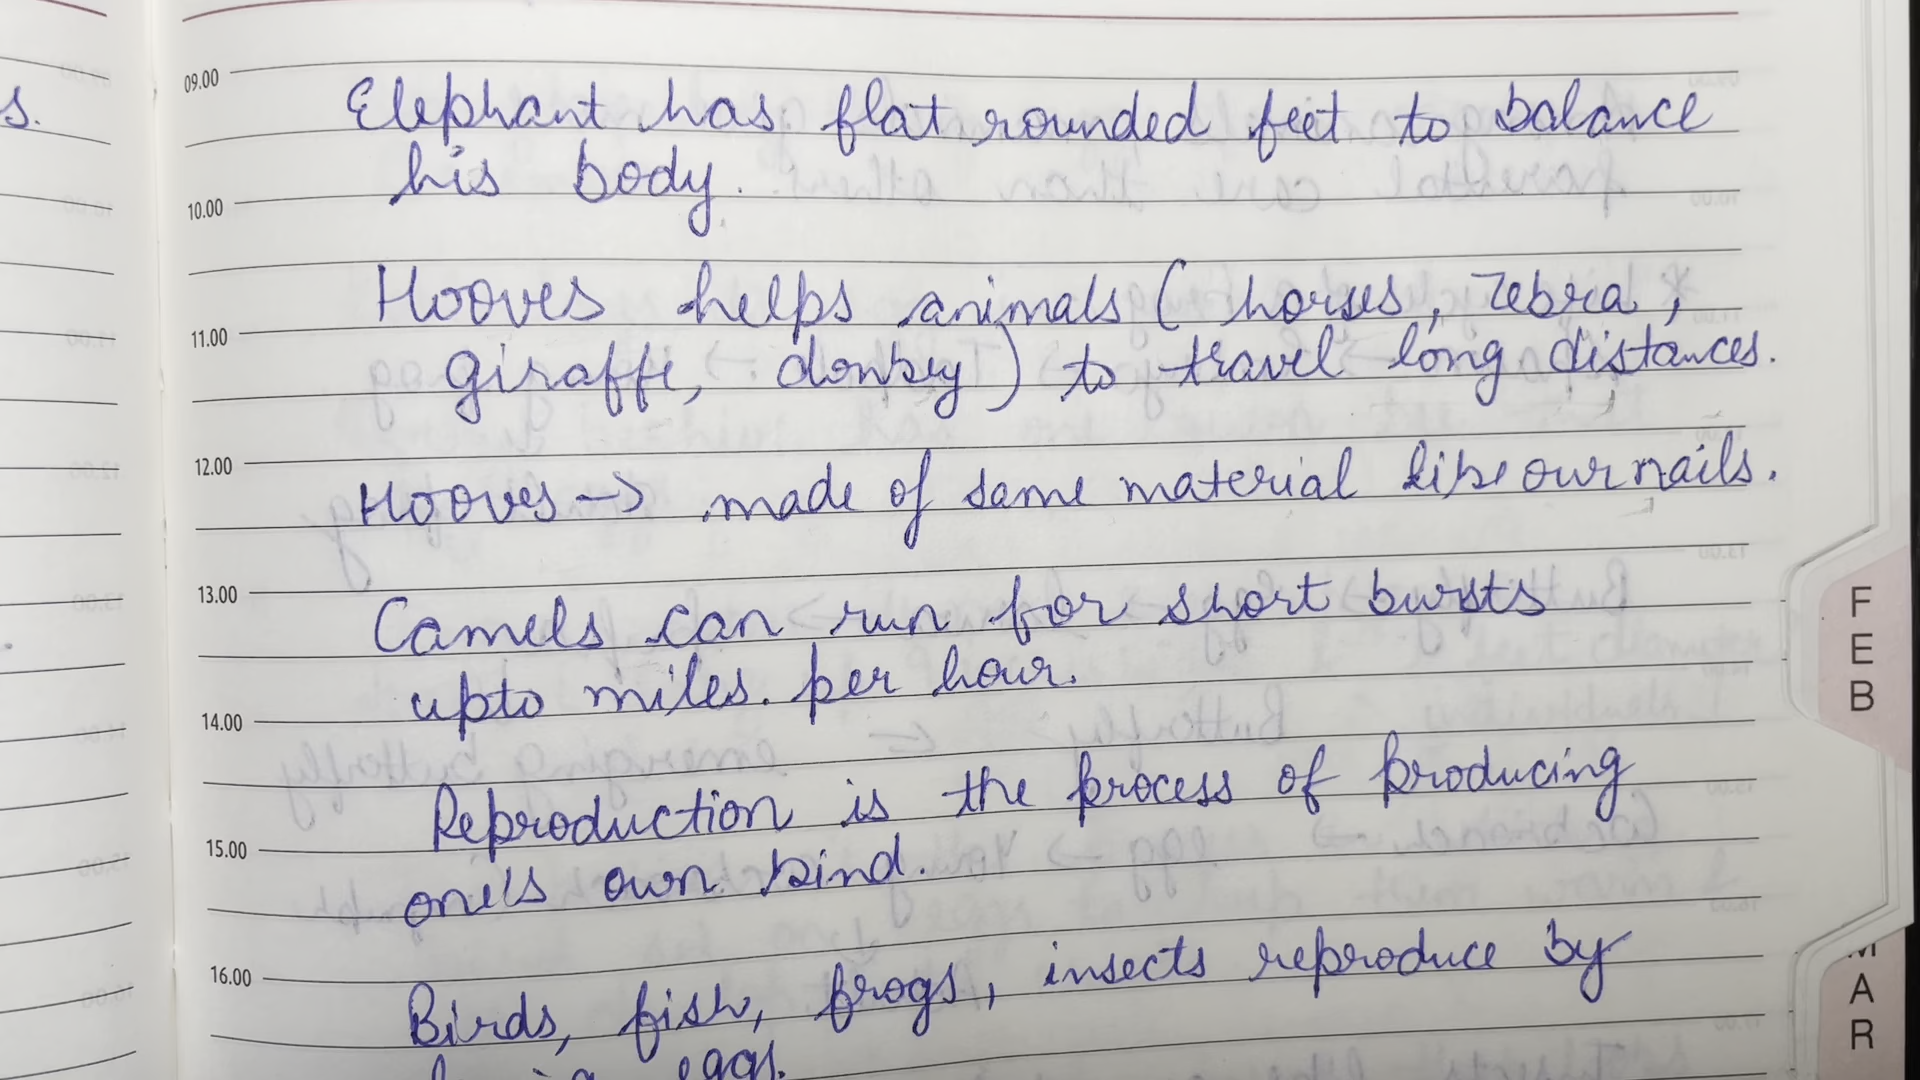 s.
09.00
Elephant has flat rounded feet to balance
his body.
10.00
Hooves helps animals ( horses, zebra,
11.00
giraffe, donkey) to travel long distances.
12.00
Hooves -> made of same material like our nails.
13.00
Camels can run for short bursts
upto miles. per hour.
14.00
Reproduction is the process of producing
15.00
one's own kind.
16.00
Birds, fish, frogs, insects reproduce by
eggs.
FEB
MAR